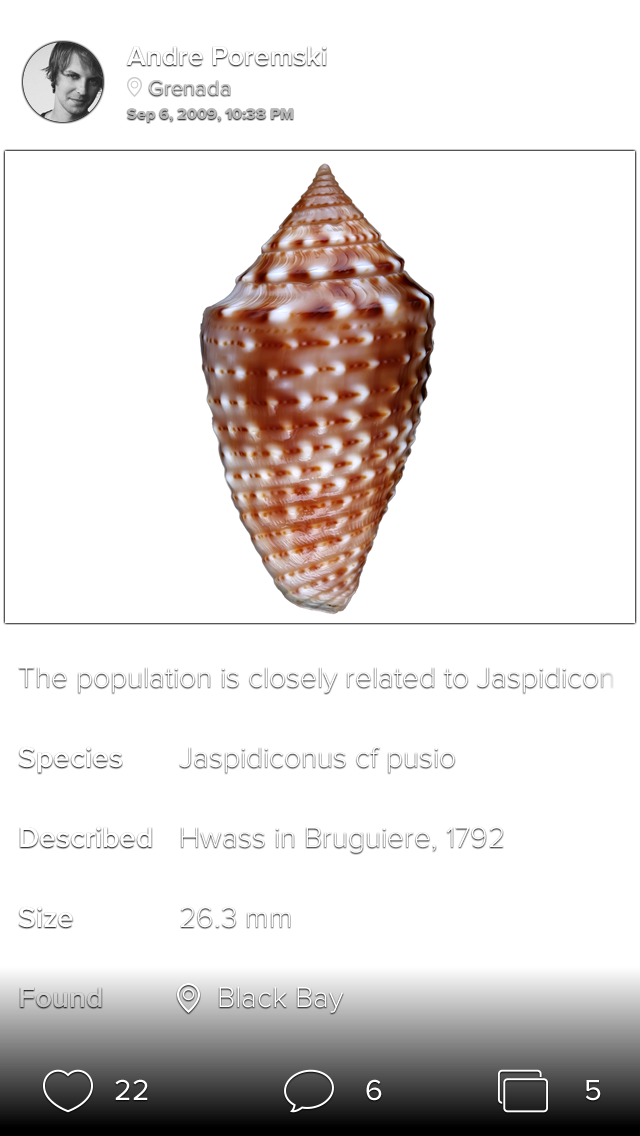 Andre Poremski
Grenada
Sep 6, 2009, 10:38 PM
The population is closely related to Jaspidicon
Species Jaspidiconus cf pusio
Described Hwass in Bruguiere, 1792
Size 26.3 mm
Found Black Bay
22 6 5